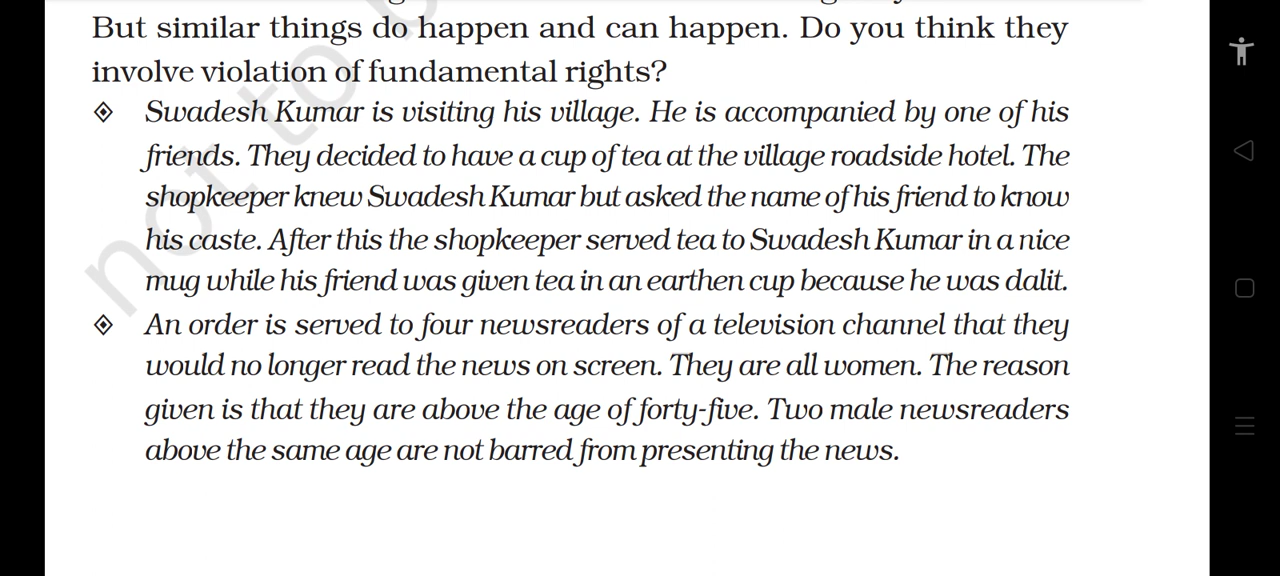 But similar things do happen and can happen. Do you think they
involve violation of fundamental rights?
Swadesh Kumar is visiting his village. He is accompanied by one of his
friends. They decided to have a cup of tea at the village roadside hotel. The
shopkeeper knew Swadesh Kumar but asked the name of his friend to know
his caste. After this the shopkeeper served tea to Swadesh Kumar in a nice
mug while his friend was given tea in an earthen cup because he was dalit.
An order is served to four newsreaders of a television channel that they
would no longer read the news on screen. They are all women. The reason
given is that they are above the age of forty-five. Two male newsreaders
above the same age are not barred from presenting the news.
not to